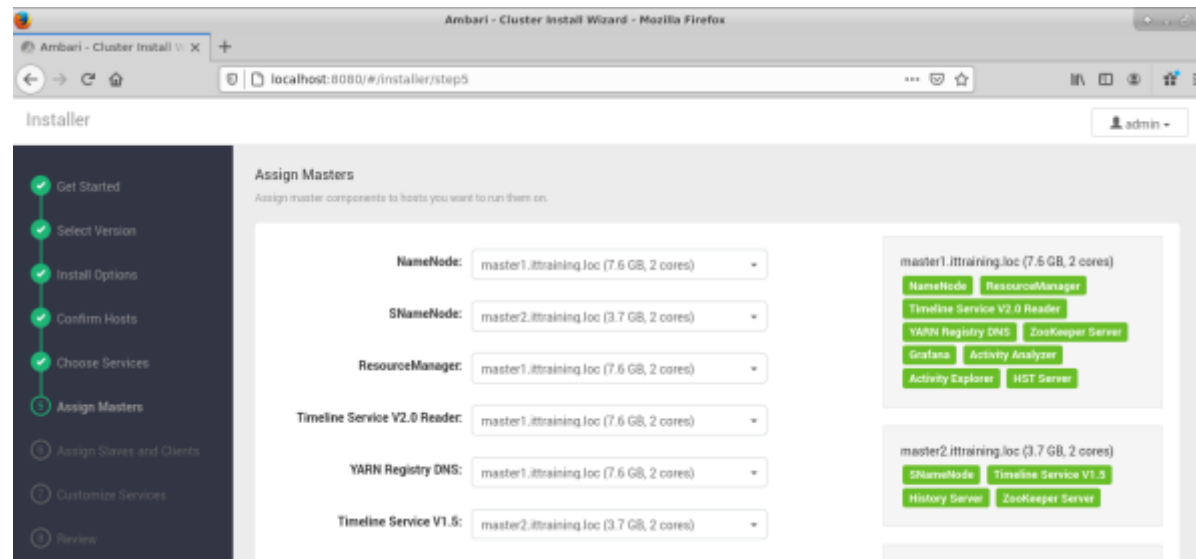 Ambari - Cluster Install Wizard - Mozilla Firefox
Ambari - Cluster Install
localhost:8080/#/installer/step5
Installer
admin
Get Started
Select Version
Install Options
Confirm Hosts
Choose Services
5 Assign Masters
6 Assign Slaves and Clients
7 Customize Services
8 Review
Assign Masters
Assign master components to hosts you want to run them on.
NameNode: master1.ittraining.loc (7.6 GB, 2 cores)
SNameNode: master2.ittraining.loc (3.7 GB, 2 cores)
ResourceManager: master1.ittraining.loc (7.6 GB, 2 cores)
Timeline Service V2.0 Reader: master1.ittraining.loc (7.6 GB, 2 cores)
YARN Registry DNS: master1.ittraining.loc (7.6 GB, 2 cores)
Timeline Service V1.5: master2.ittraining.loc (3.7 GB, 2 cores)
master1.ittraining.loc (7.6 GB, 2 cores)
NameNode ResourceManager
Timeline Service V2.0 Reader
YARN Registry DNS ZooKeeper Server
Grafana Activity Analyzer
Activity Explorer HST Server
master2.ittraining.loc (3.7 GB, 2 cores)
SNameNode Timeline Service V1.5
History Server ZooKeeper Server